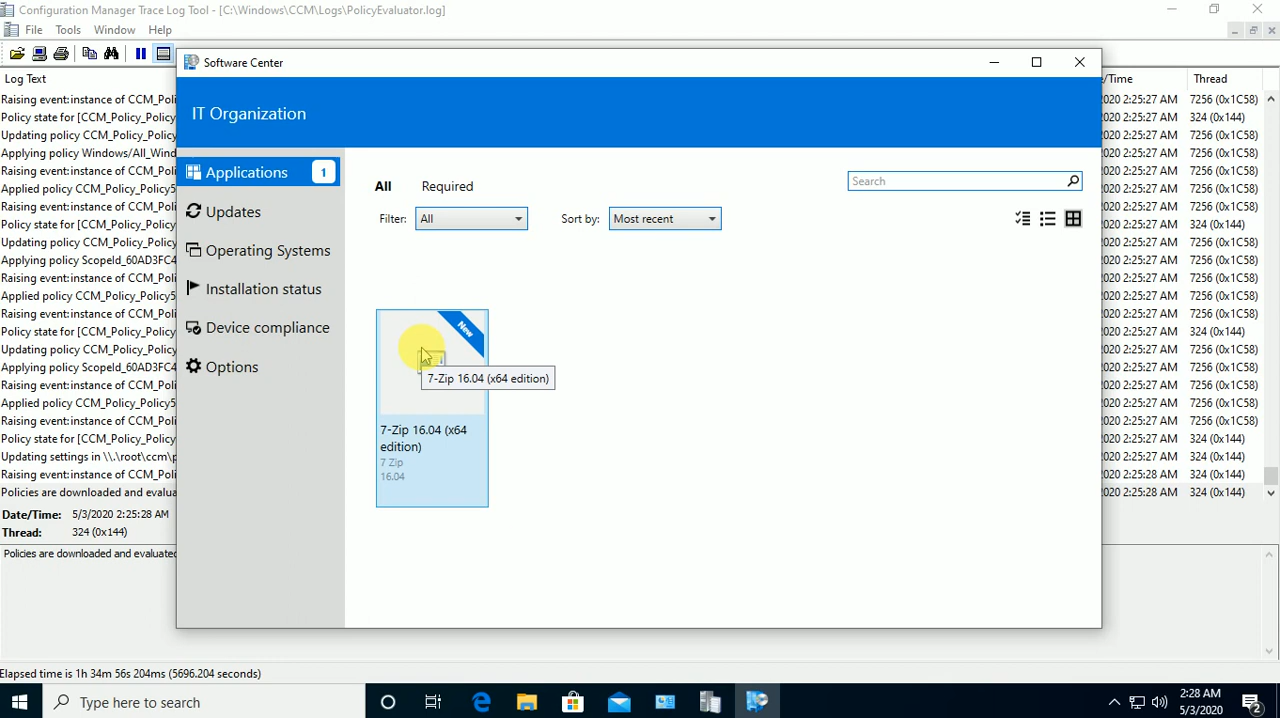 Configuration Manager Trace Log Tool - [C:\Windows\CCM\Logs\PolicyEvaluator.log]
File Tools Window Help
Log Text
/Time Thread
Raising event:instance of CCM_Poli
2020 2:25:27 AM 7256 (0x1C58)
Policy state for [CCM_Policy_Policy
2020 2:25:27 AM 324 (0x144)
Updating policy CCM_Policy_Policy5
2020 2:25:27 AM 7256 (0x1C58)
Applying policy Windows/All_Wind
2020 2:25:27 AM 7256 (0x1C58)
Raising event:instance of CCM_Poli
2020 2:25:27 AM 7256 (0x1C58)
Applied policy CCM_Policy_Policy5
2020 2:25:27 AM 7256 (0x1C58)
Raising event:instance of CCM_Poli
2020 2:25:27 AM 7256 (0x1C58)
Policy state for [CCM_Policy_Policy
2020 2:25:27 AM 324 (0x144)
Updating policy CCM_Policy_Policy5
2020 2:25:27 AM 7256 (0x1C58)
Applying policy ScopeId_60AD3FC4
2020 2:25:27 AM 7256 (0x1C58)
Raising event:instance of CCM_Poli
2020 2:25:27 AM 7256 (0x1C58)
Applied policy CCM_Policy_Policy5
2020 2:25:27 AM 7256 (0x1C58)
Raising event:instance of CCM_Poli
2020 2:25:27 AM 7256 (0x1C58)
Policy state for [CCM_Policy_Policy
2020 2:25:27 AM 324 (0x144)
Updating policy CCM_Policy_Policy5
2020 2:25:27 AM 7256 (0x1C58)
Applying policy ScopeId_60AD3FC4
2020 2:25:27 AM 7256 (0x1C58)
Raising event:instance of CCM_Poli
2020 2:25:27 AM 7256 (0x1C58)
Applied policy CCM_Policy_Policy5
2020 2:25:27 AM 7256 (0x1C58)
Raising event:instance of CCM_Poli
2020 2:25:27 AM 7256 (0x1C58)
Policy state for [CCM_Policy_Policy
2020 2:25:27 AM 324 (0x144)
Updating settings in \\.\root\ccm\p
2020 2:25:27 AM 324 (0x144)
Raising event:instance of CCM_Poli
2020 2:25:28 AM 324 (0x144)
Policies are downloaded and evalua
2020 2:25:28 AM 324 (0x144)
Date/Time: 5/3/2020 2:25:28 AM
Thread: 324 (0x144)
Policies are downloaded and evaluated
Elapsed time is 1h 34m 56s 204ms (5696.204 seconds)
Software Center
IT Organization
Applications 1
Updates
Operating Systems
Installation status
Device compliance
Options
All Required
Search
Filter: All Sort by: Most recent
New
7-Zip 16.04 (x64 edition)
7-Zip 16.04 (x64
edition)
7 Zip
16.04
Type here to search
2:28 AM
5/3/2020
2